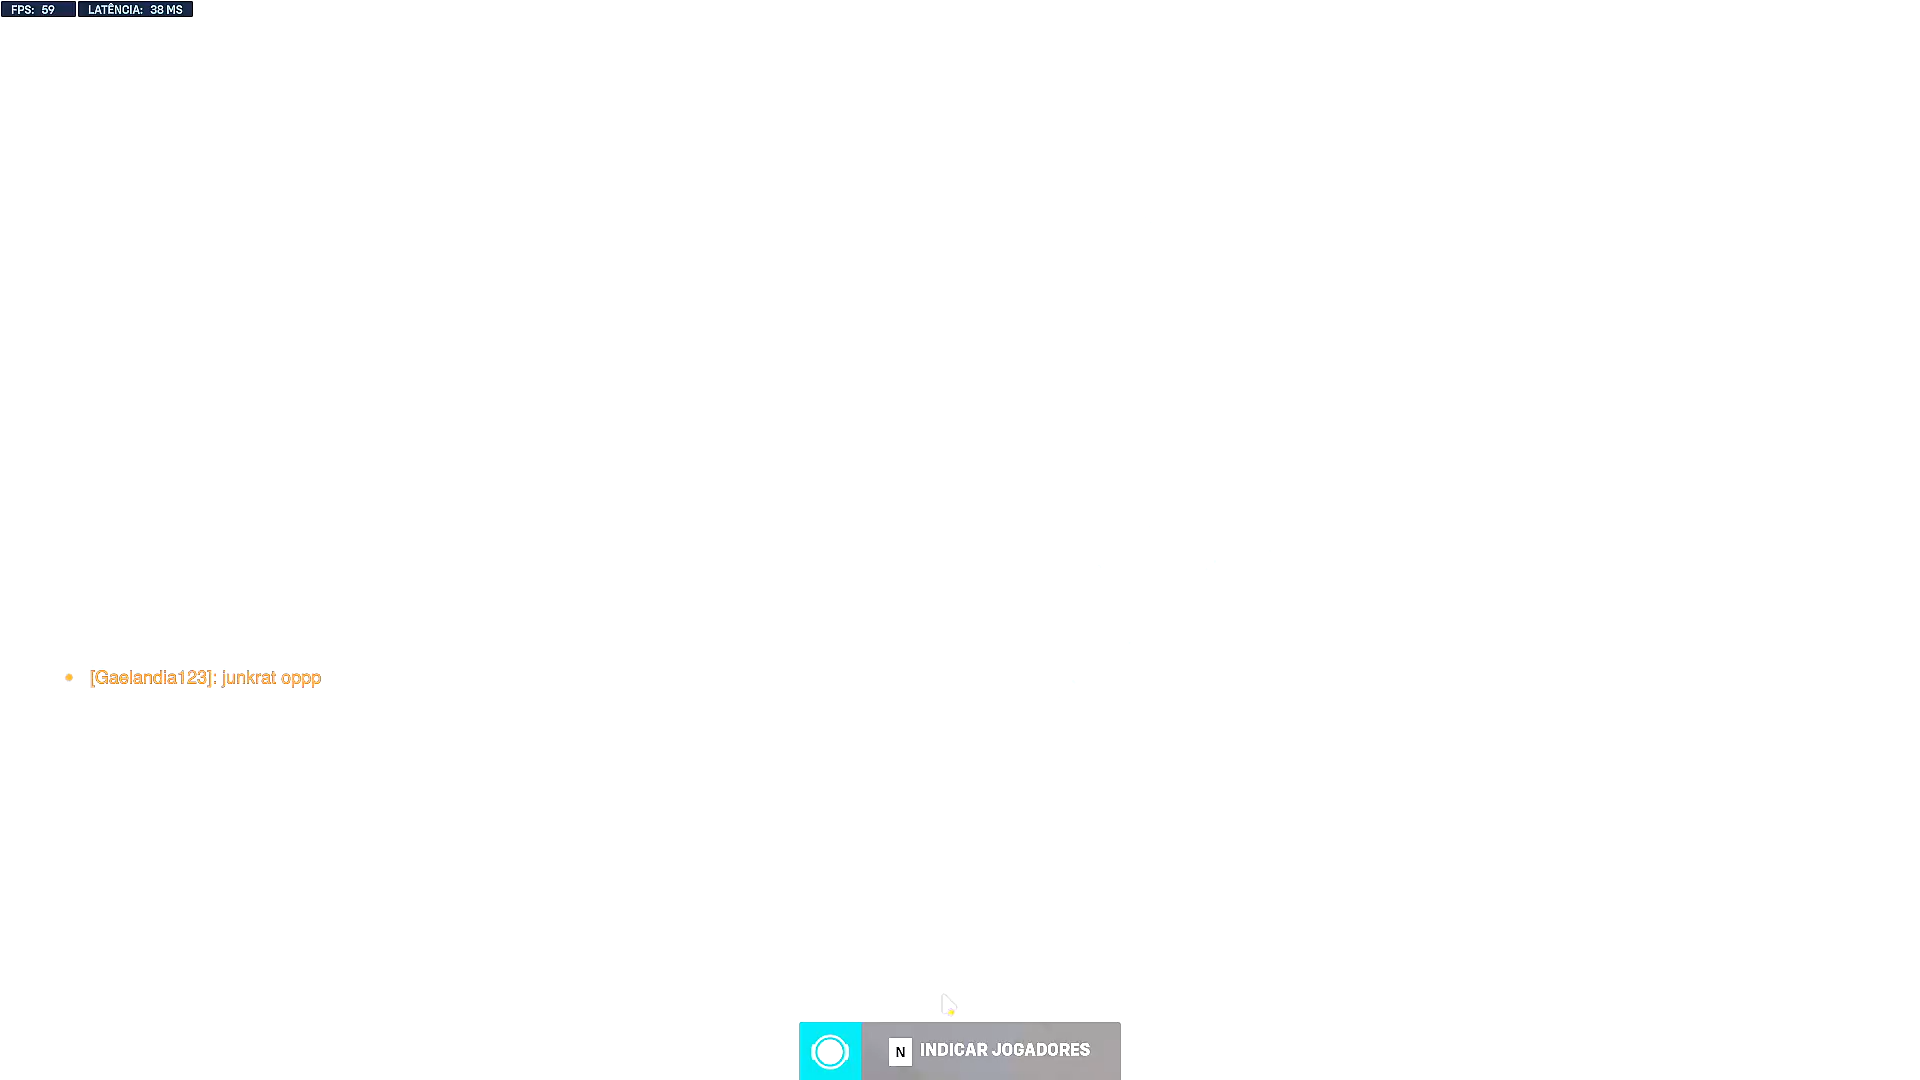 FPS: 59 LATÊNCIA: 38 MS
[Gaelandia123]: junkrat oppp
N INDICAR JOGADORES